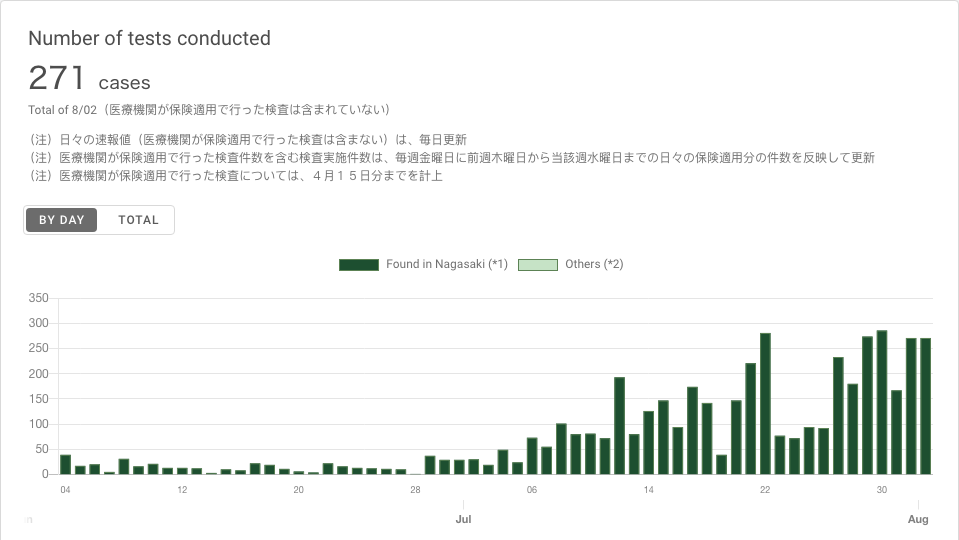 Number of tests conducted
271 cases
Total of 8/02（医療機関が保険適用で行った検査は含まれていない）
（注）日々の速報値（医療機関が保険適用で行った検査は含まない）は、毎日更新
（注）医療機関が保険適用で行った検査件数を含む検査実施件数は、毎週金曜日に前週木曜日から当該週水曜日までの日々の保険適用分の件数を反映して更新
（注）医療機関が保険適用で行った検査については、４月１５日分までを計上
BY DAY TOTAL
Found in Nagasaki (*1) Others (*2)
350
300
250
200
150
100
50
0
04 12 20 28 06 14 22 30
Jul Aug